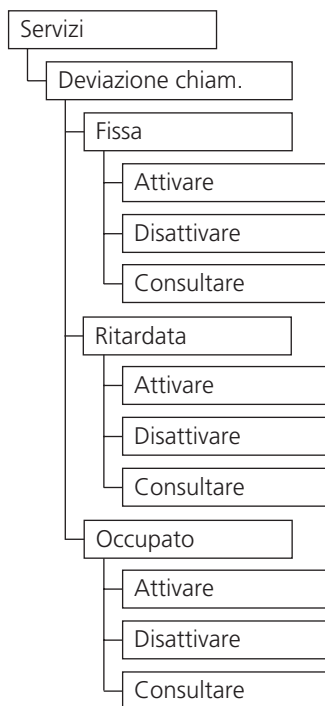 Servizi
Deviazione chiam.
Fissa
Attivare
Disattivare
Consultare
Ritardata
Attivare
Disattivare
Consultare
Occupato
Attivare
Disattivare
Consultare